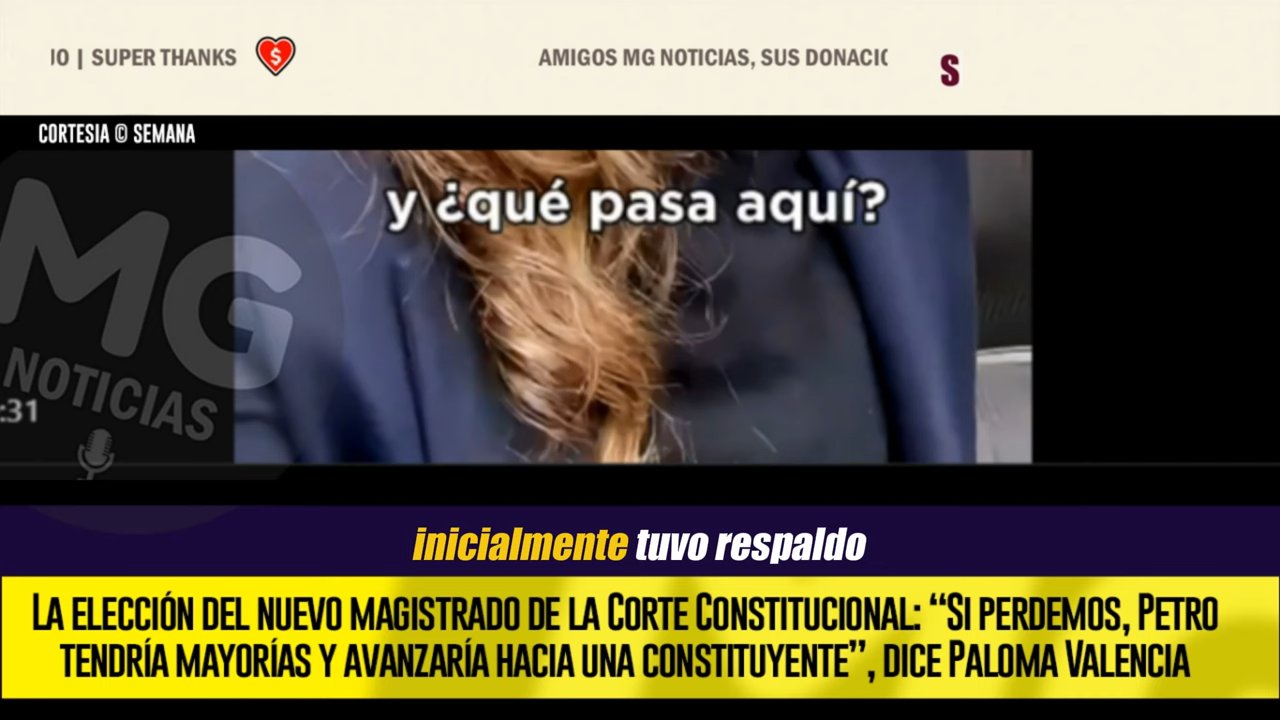 IO | SUPER THANKS
$
AMIGOS MG NOTICIAS, SUS DONACIO
S
CORTESIA © SEMANA
y ¿qué pasa aquí?
MG
NOTICIAS
:31
inicialmente tuvo respaldo
LA ELECCIÓN DEL NUEVO MAGISTRADO DE LA CORTE CONSTITUCIONAL: “SI PERDEMOS, PETRO
TENDRÍA MAYORÍAS Y AVANZARÍA HACIA UNA CONSTITUYENTE”, DICE PALOMA VALENCIA